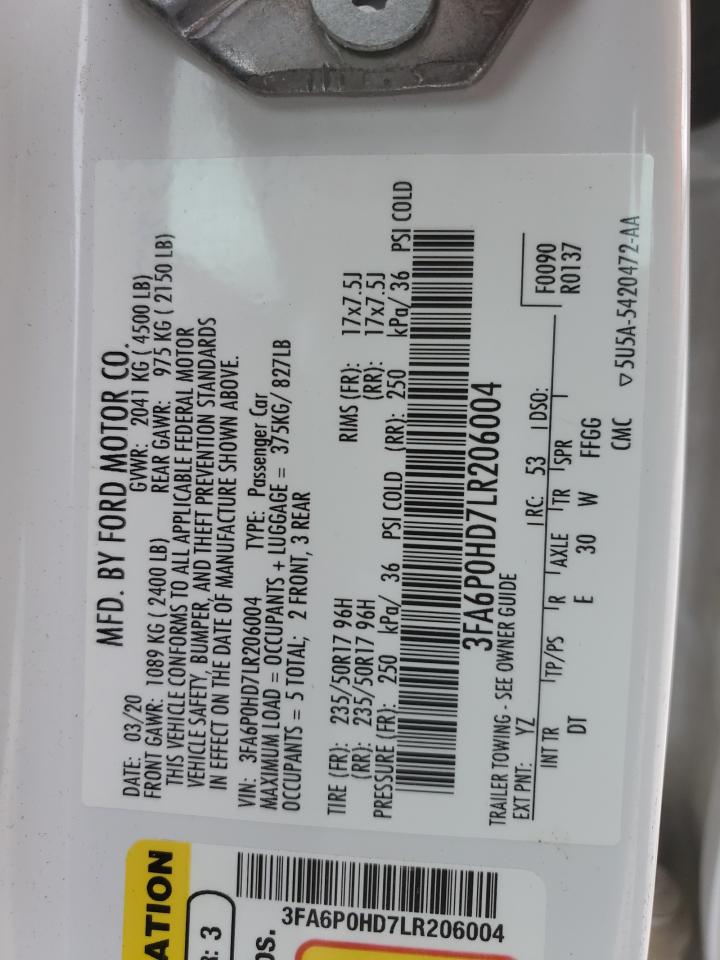 MFD. BY FORD MOTOR CO.
DATE: 03/20 GVWR: 2041 KG ( 4500 LB)
FRONT GAWR: 1089 KG ( 2400 LB) REAR GAWR: 975 KG ( 2150 LB)
THIS VEHICLE CONFORMS TO ALL APPLICABLE FEDERAL MOTOR
VEHICLE SAFETY, BUMPER, AND THEFT PREVENTION STANDARDS
IN EFFECT ON THE DATE OF MANUFACTURE SHOWN ABOVE.
VIN: 3FA6P0HD7LR206004 TYPE: Passenger Car
MAXIMUM LOAD = OCCUPANTS + LUGGAGE = 375KG/ 827LB
OCCUPANTS = 5 TOTAL; 2 FRONT, 3 REAR
TIRE (FR): 235/50R17 96H RIMS (FR): 17x7.5J
(RR): 235/50R17 96H (RR): 17x7.5J
PRESSURE (FR): 250 kPa/ 36 PSI COLD (RR): 250 kPa/ 36 PSI COLD
3FA6P0HD7LR206004
TRAILER TOWING - SEE OWNER GUIDE
F0090
R0137
EXT PNT: YZ RC: 53 DSO:
INT TR TP/PS R AXLE TR SPR
DT E 30 W FFGG
CMC ▽5U5A-5420472-AA
ATION
R: 3
OS.
3FA6P0HD7LR206004